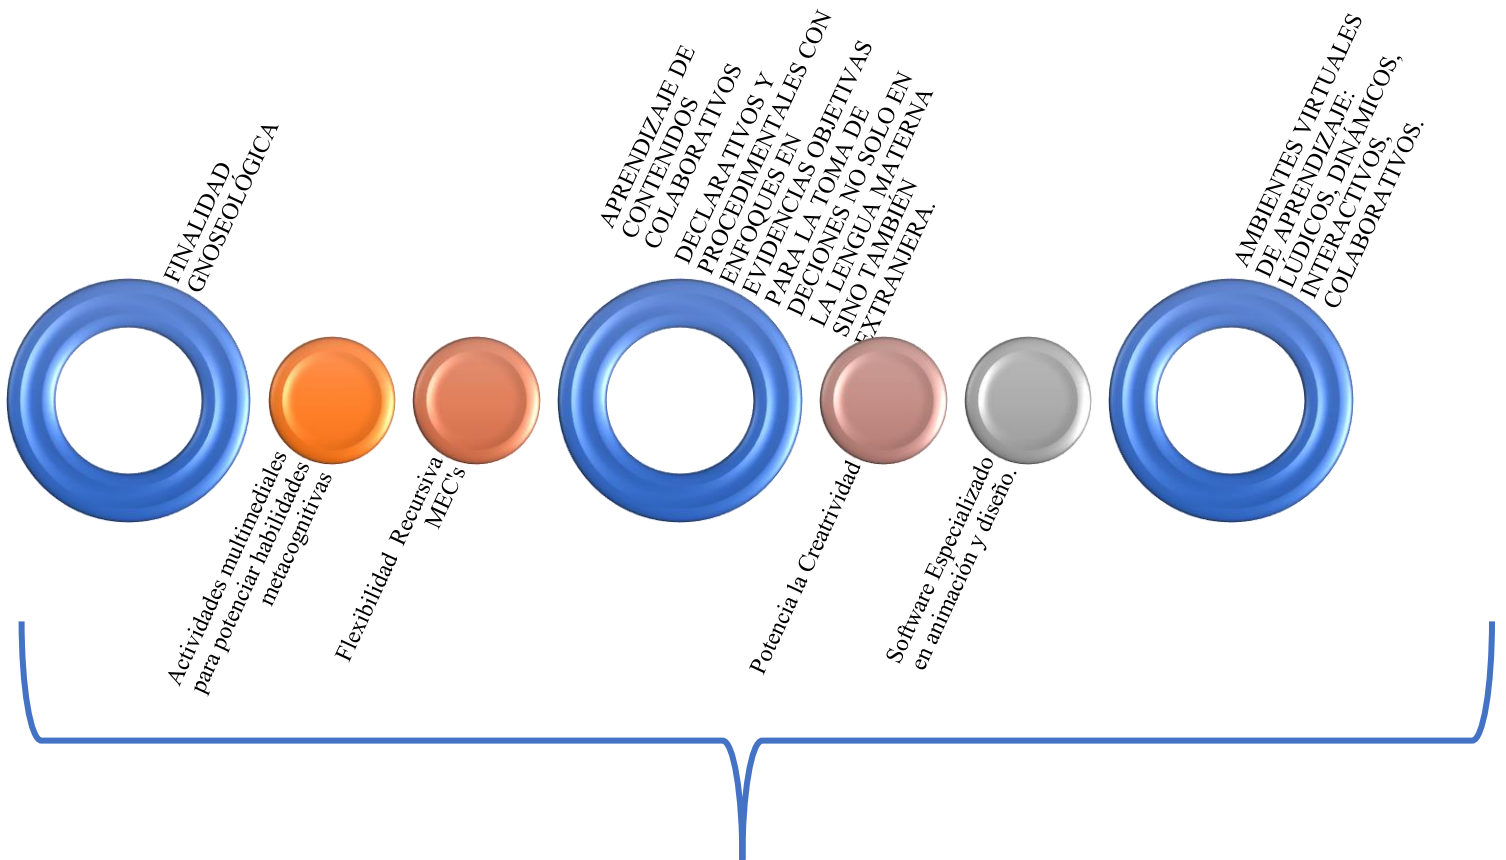 FINALIDAD
GNOSEOLÓGICA
Actividades multimediales
para potenciar habilidades
metacognitivas
Flexibilidad Recursiva
MEC's
APRENDIZAJE DE
CONTENIDOS
COLABORATIVOS
DECLARATIVOS Y
PROCEDIMENTALES CON
ENFOQUES EN
EVIDENCIAS OBJETIVAS
PARA LA TOMA DE
DECIONES NO SOLO EN
LA LENGUA MATERNA
SINO TAMBIÉN
EXTRANJERA.
Potencia la Creatrividad
Software Especializado
en animación y diseño.
AMBIENTES VIRTUALES
DE APRENDIZAJE:
LÚDICOS, DINÁMICOS,
INTERACTIVOS,
COLABORATIVOS.